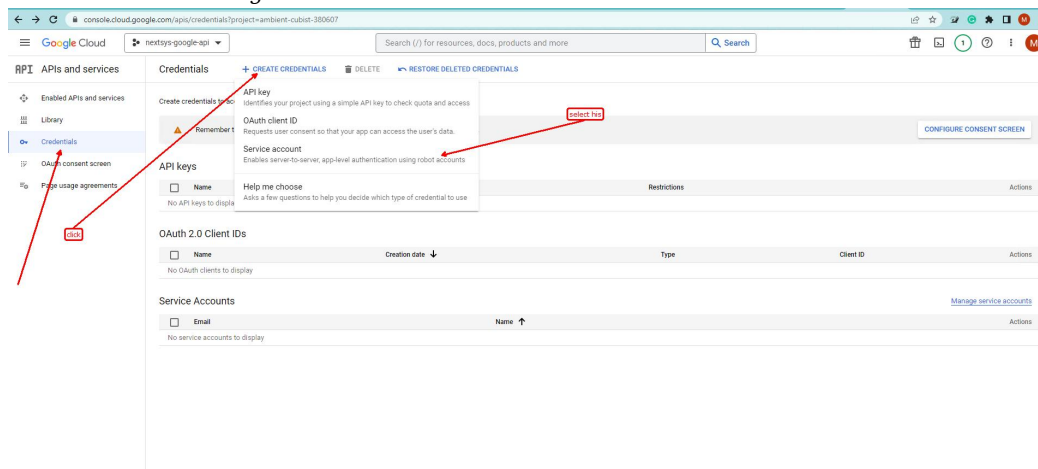 console.cloud.google.com/apis/credentials?project=ambient-cubist-380607
M
Google Cloud
nextsys-google-api
Search (/) for resources, docs, products and more
Search
1
M
API APIs and services
Credentials
+ CREATE CREDENTIALS
DELETE
RESTORE DELETED CREDENTIALS
Enabled APIs and services
Library
Credentials
OAuth consent screen
Page usage agreements
click
Create credentials to ac
API key
Identifies your project using a simple API key to check quota and access
OAuth client ID
Requests user consent so that your app can access the user's data.
Service account
Enables server-to-server, app-level authentication using robot accounts
Help me choose
Asks a few questions to help you decide which type of credential to use
select his
Remember t
CONFIGURE CONSENT SCREEN
API keys
Name
Restrictions
Actions
No API keys to displa
OAuth 2.0 Client IDs
Name
Creation date
Type
Client ID
Actions
No OAuth clients to display
Service Accounts
Manage service accounts
Email
Name
Actions
No service accounts to display